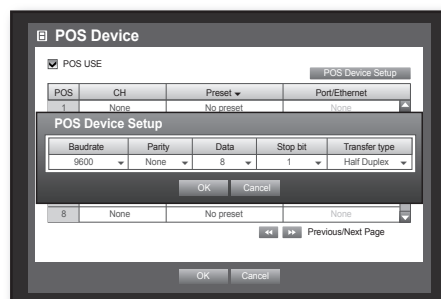 POS Device
POS USE
POS Device Setup
POS CH Preset Port/Ethernet
1 None No preset None
POS Device Setup
Baudrate Parity Data Stop bit Transfer type
9600 None 8 1 Half Duplex
OK Cancel
8 None No preset None
Previous/Next Page
OK Cancel